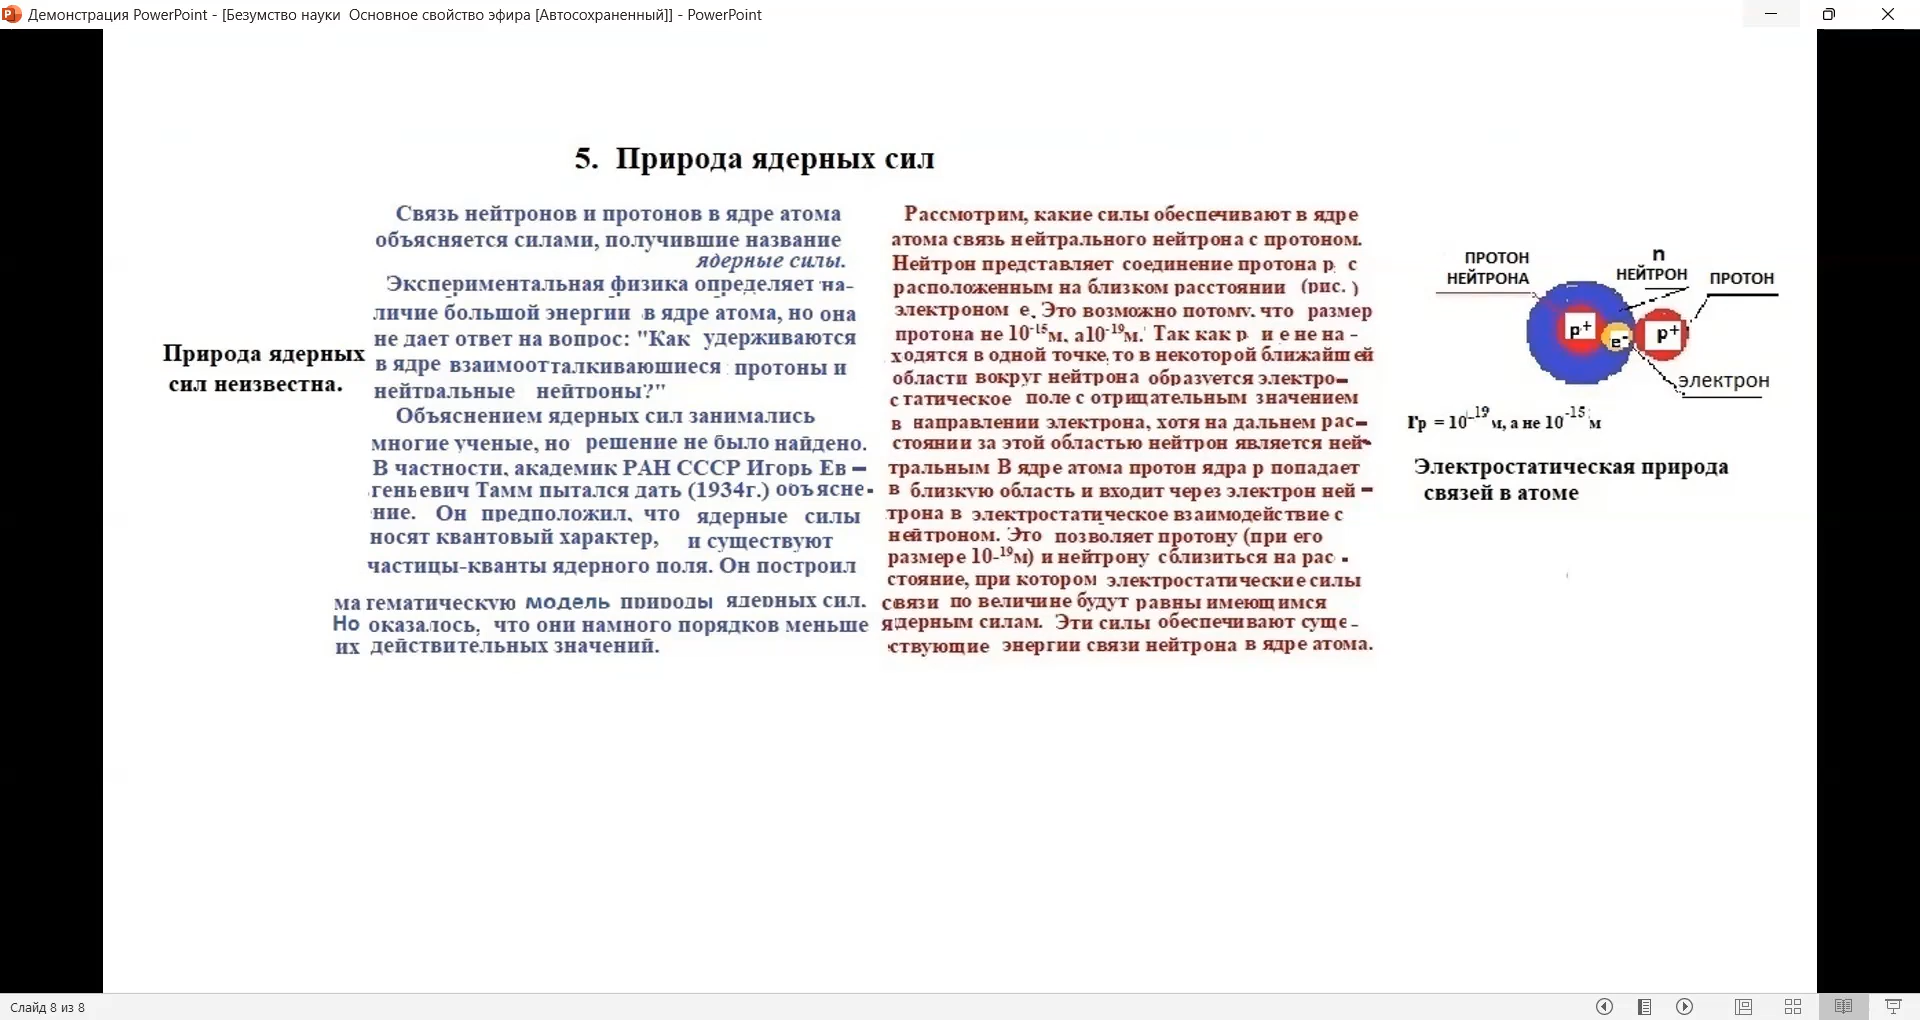 Демонстрация PowerPoint - [Безумство науки Основное свойство эфира [Автосохраненный]] - PowerPoint
5. Природа ядерных сил
Природа ядерных
сил неизвестна.
Связь нейтронов и протонов в ядре атома
объясняется силами, получившие название
ядерные силы.
Экспериментальная физика определяет на-
личие большой энергии в ядре атома, но она
не дает ответ на вопрос: "Как удерживаются
в ядре взаимоотталкивающиеся протоны и
нейтральные нейтроны?"
Объяснением ядерных сил занимались
многие ученые, но решение не было найдено.
В частности, академик РАН СССР Игорь Ев –
геньевич Тамм пытался дать (1934г.) объясне-
ние. Он предположил, что ядерные силы
носят квантовый характер, и существуют
частицы-кванты ядерного поля. Он построил
математическую модель природы ядерных сил.
Но оказалось, что они намного порядков меньше
их действительных значений.
Рассмотрим, какие силы обеспечивают в ядре
атома связь нейтрального нейтрона с протоном.
Нейтрон представляет соединение протона р с
расположенным на близком расстоянии (рис. )
электроном е. Это возможно потому, что размер
протона не 10-15м, а10-19м. Так как р и е не на -
ходятся в одной точке, то в некоторой ближайшей
области вокруг нейтрона образуется электро–
статическое поле с отрицательным значением
в направлении электрона, хотя на дальнем рас–
стоянии за этой областью нейтрон является ней-
тральным В ядре атома протон ядра р попадает
в близкую область и входит через электрон ней –
трона в электростатическое взаимодействие с
нейтроном. Это позволяет протону (при его
размере 10-19м) и нейтрону сблизиться на рас -
стояние, при котором электростатические силы
связи по величине будут равны имеющимся
ядерным силам. Эти силы обеспечивают суще -
ствующие энергии связи нейтрона в ядре атома.
ПРОТОН
НЕЙТРОНА
n
НЕЙТРОН
ПРОТОН
p+
e-
p+
электрон
rp = 10-19 м, а не 10-15 м
Электростатическая природа
связей в атоме
Слайд 8 из 8